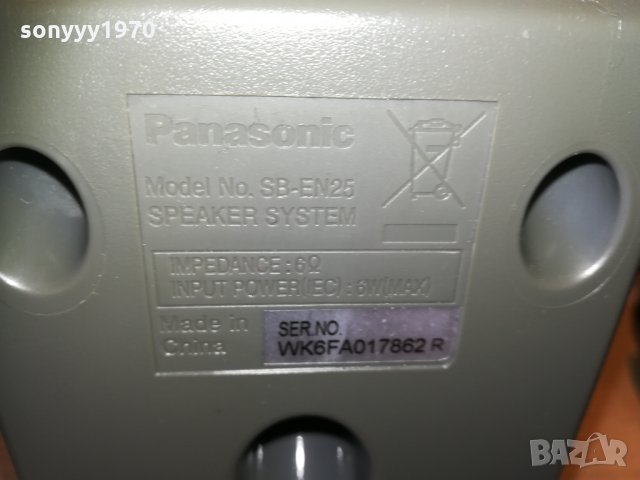 sonyyy1970
Panasonic
Model No. SB-EN25
SPEAKER SYSTEM
IMPEDANCE : 6Ω
INPUT POWER(IEC) : 6W(MAX)
Made in
China
SER.NO.
WK6FA017862 R
BAZAR